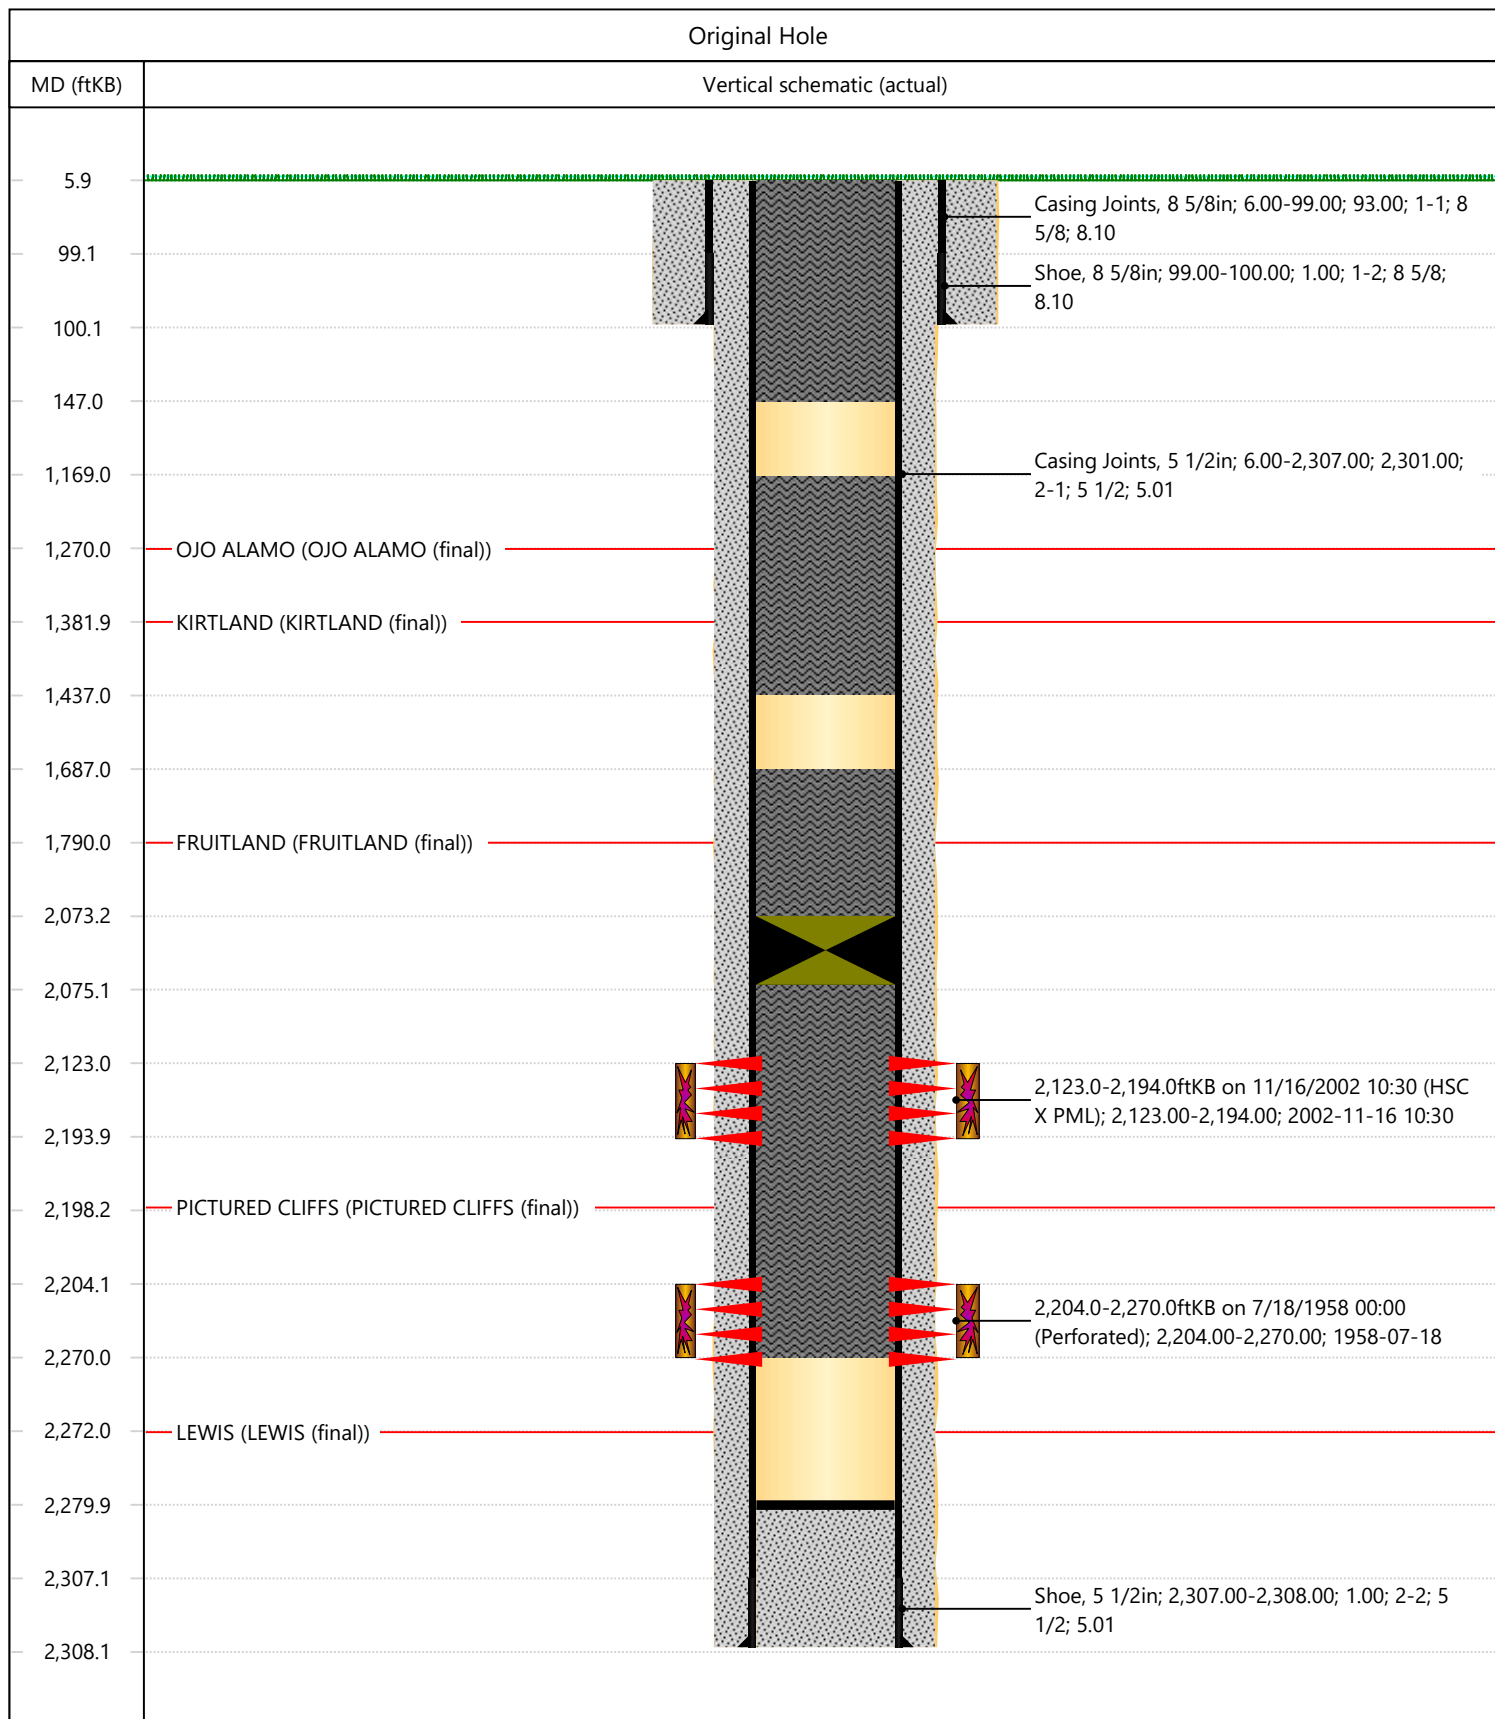 Original Hole
MD (ftKB)
Vertical schematic (actual)
5.9
Casing Joints, 8 5/8in; 6.00-99.00; 93.00; 1-1; 8
5/8; 8.10
99.1
Shoe, 8 5/8in; 99.00-100.00; 1.00; 1-2; 8 5/8;
8.10
100.1
147.0
Casing Joints, 5 1/2in; 6.00-2,307.00; 2,301.00;
2-1; 5 1/2; 5.01
1,169.0
1,270.0
OJO ALAMO (OJO ALAMO (final))
1,381.9
KIRTLAND (KIRTLAND (final))
1,437.0
1,687.0
1,790.0
FRUITLAND (FRUITLAND (final))
2,073.2
2,075.1
2,123.0
2,123.0-2,194.0ftKB on 11/16/2002 10:30 (HSC
X PML); 2,123.00-2,194.00; 2002-11-16 10:30
2,193.9
2,198.2
PICTURED CLIFFS (PICTURED CLIFFS (final))
2,204.1
2,204.0-2,270.0ftKB on 7/18/1958 00:00
(Perforated); 2,204.00-2,270.00; 1958-07-18
2,270.0
2,272.0
LEWIS (LEWIS (final))
2,279.9
2,307.1
Shoe, 5 1/2in; 2,307.00-2,308.00; 1.00; 2-2; 5
1/2; 5.01
2,308.1